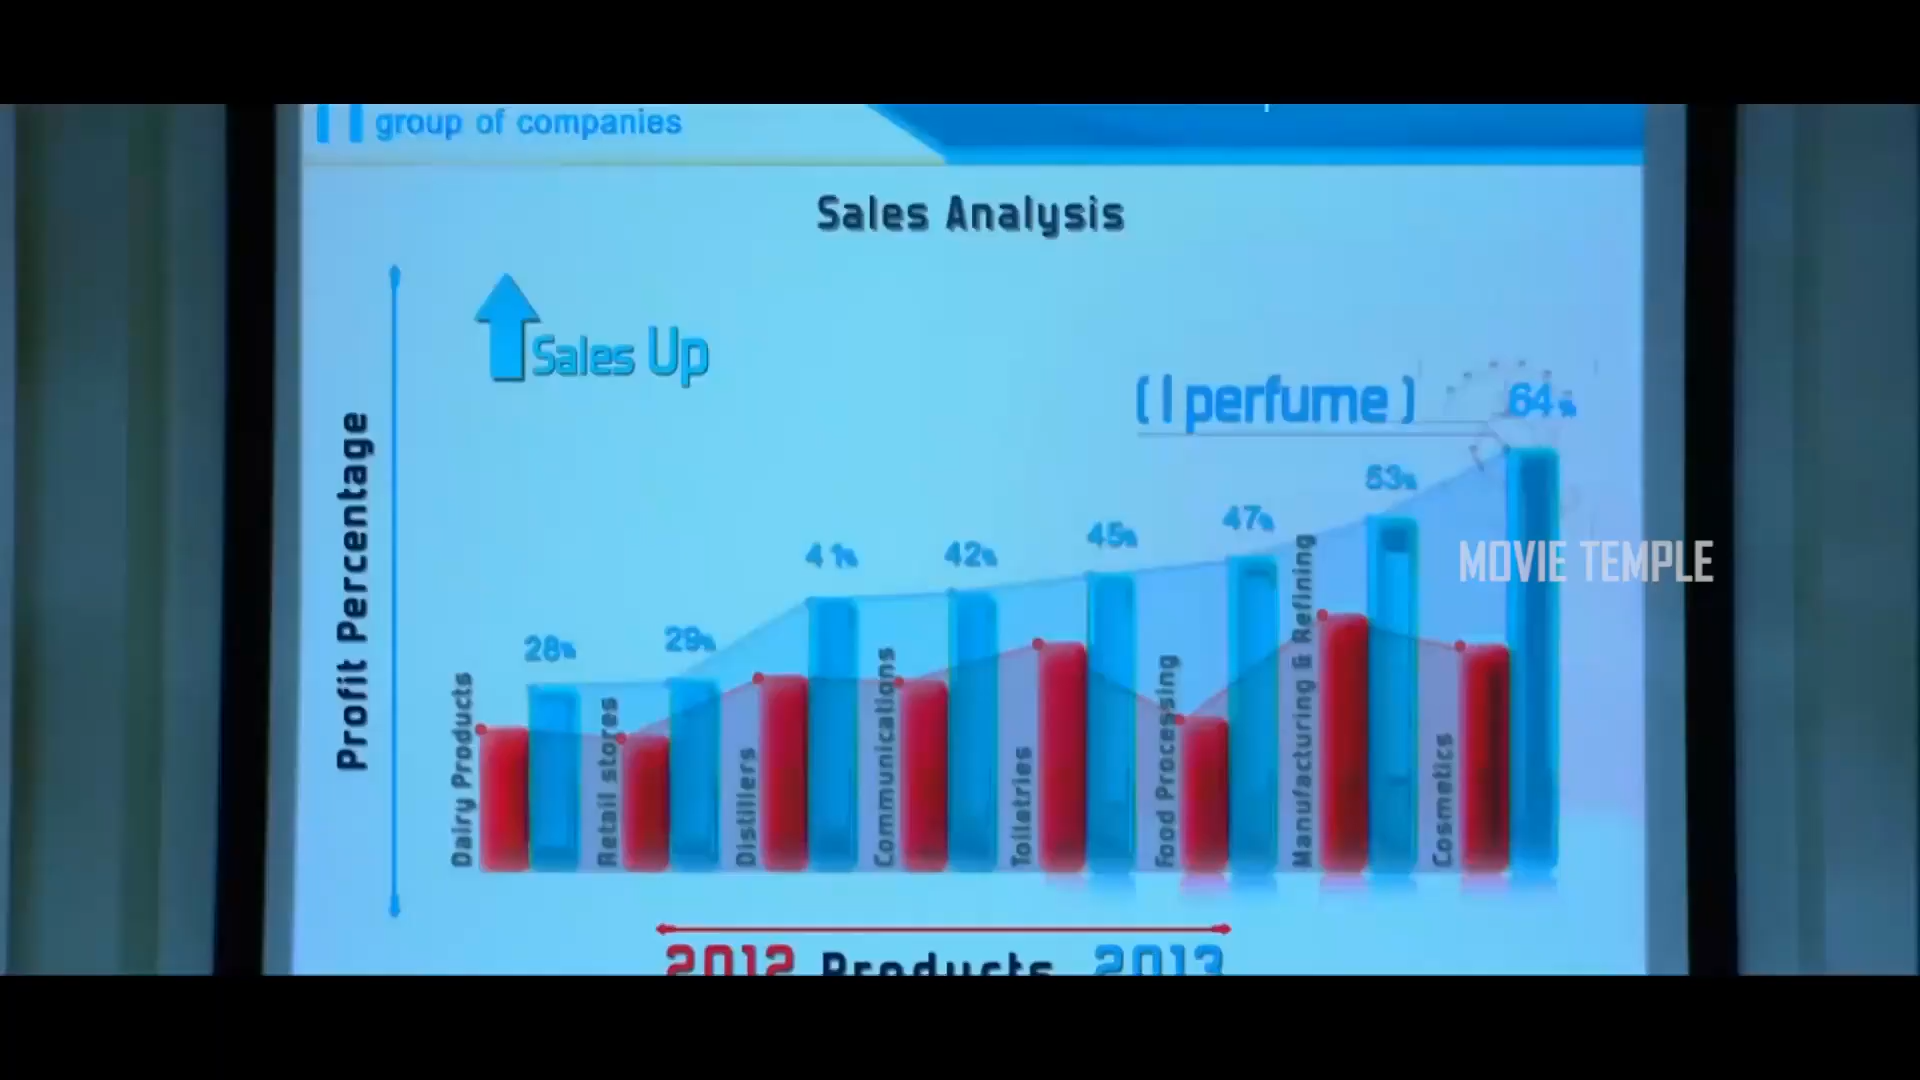 group of companies
Sales Analysis
Sales Up
Profit Percentage
( I perfume )
64%
53%
47%
45%
42%
41%
29%
28%
Dairy Products
Retail stores
Distillers
Communications
Toiletries
Food Processing
Manufacturing & Refining
Cosmetics
MOVIE TEMPLE
2012 Products 2013